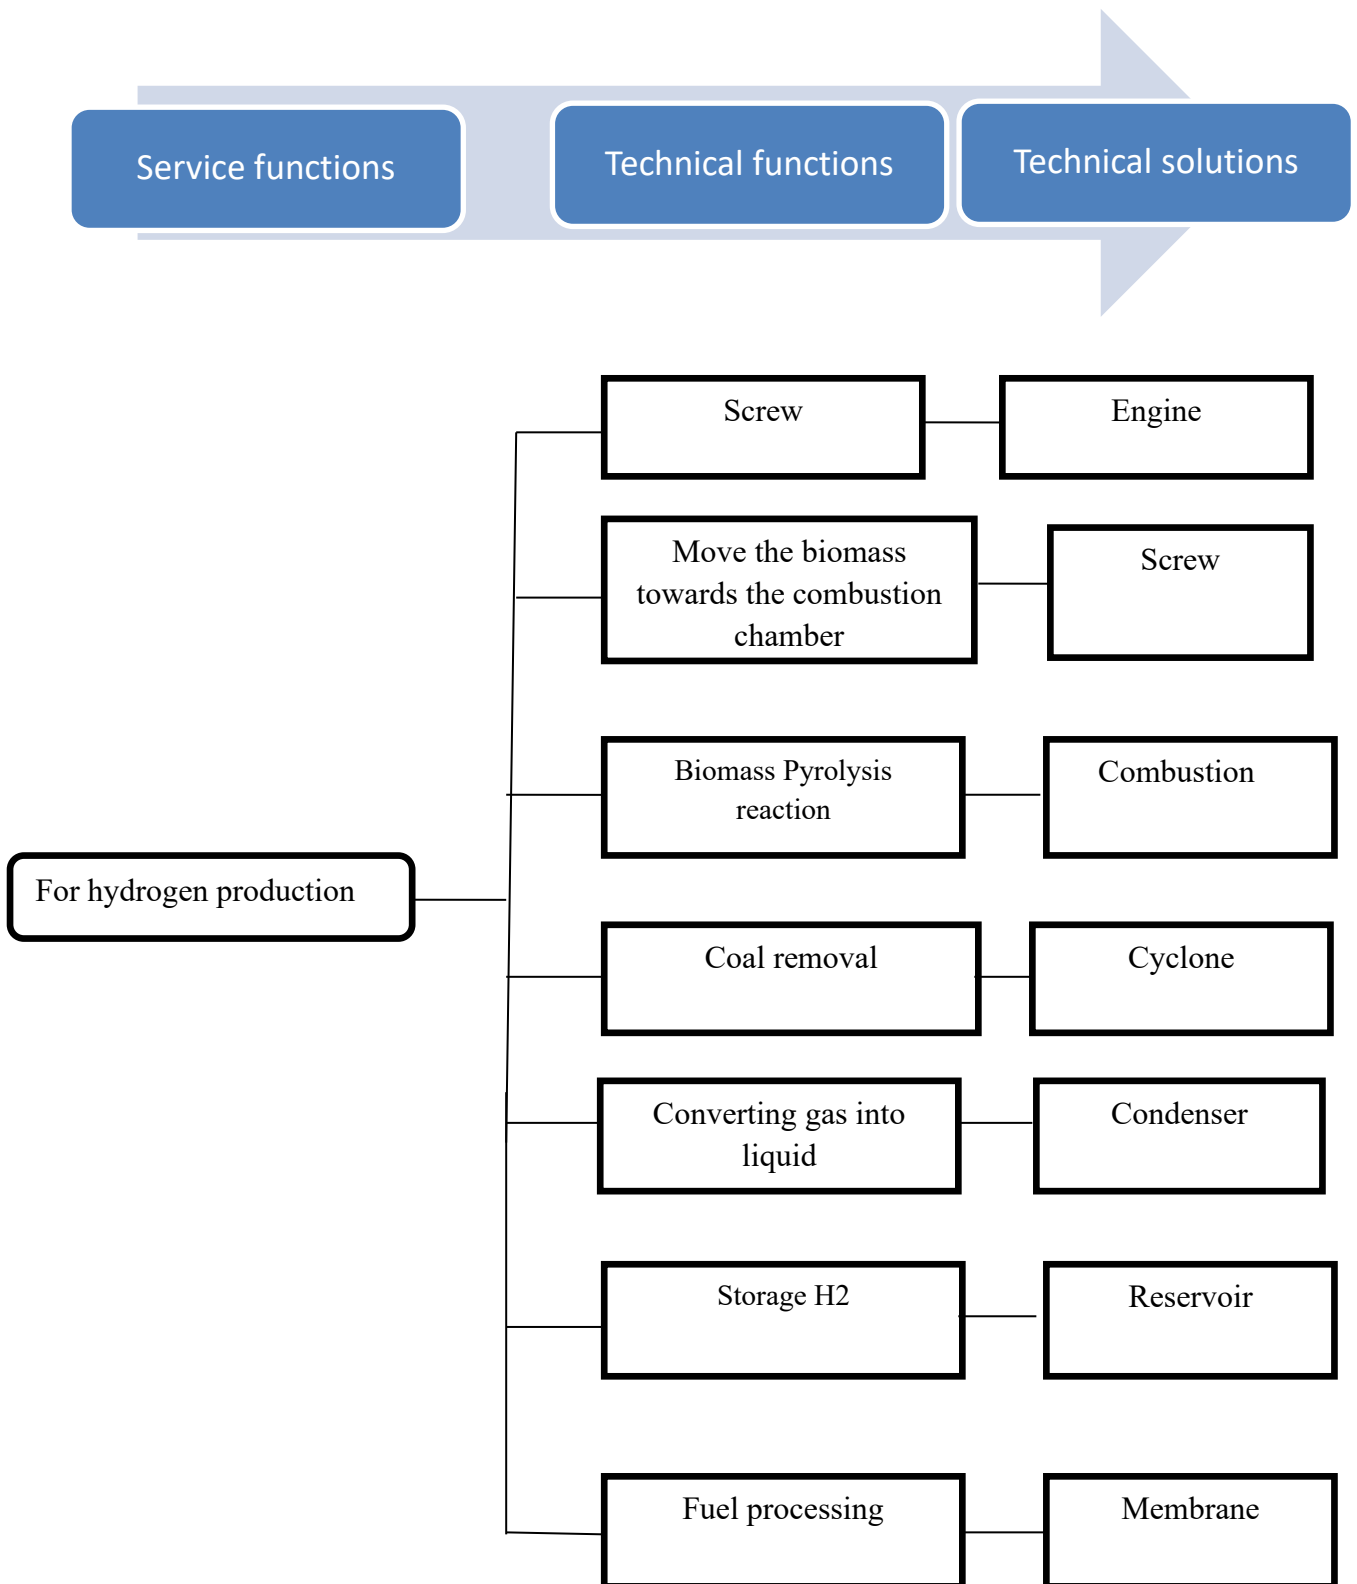 Service functions
Technical functions
Technical solutions
Screw
Engine
Move the biomass
towards the combustion
chamber
Screw
Biomass Pyrolysis
reaction
Combustion
For hydrogen production
Coal removal
Cyclone
Converting gas into
liquid
Condenser
Storage H2
Reservoir
Fuel processing
Membrane